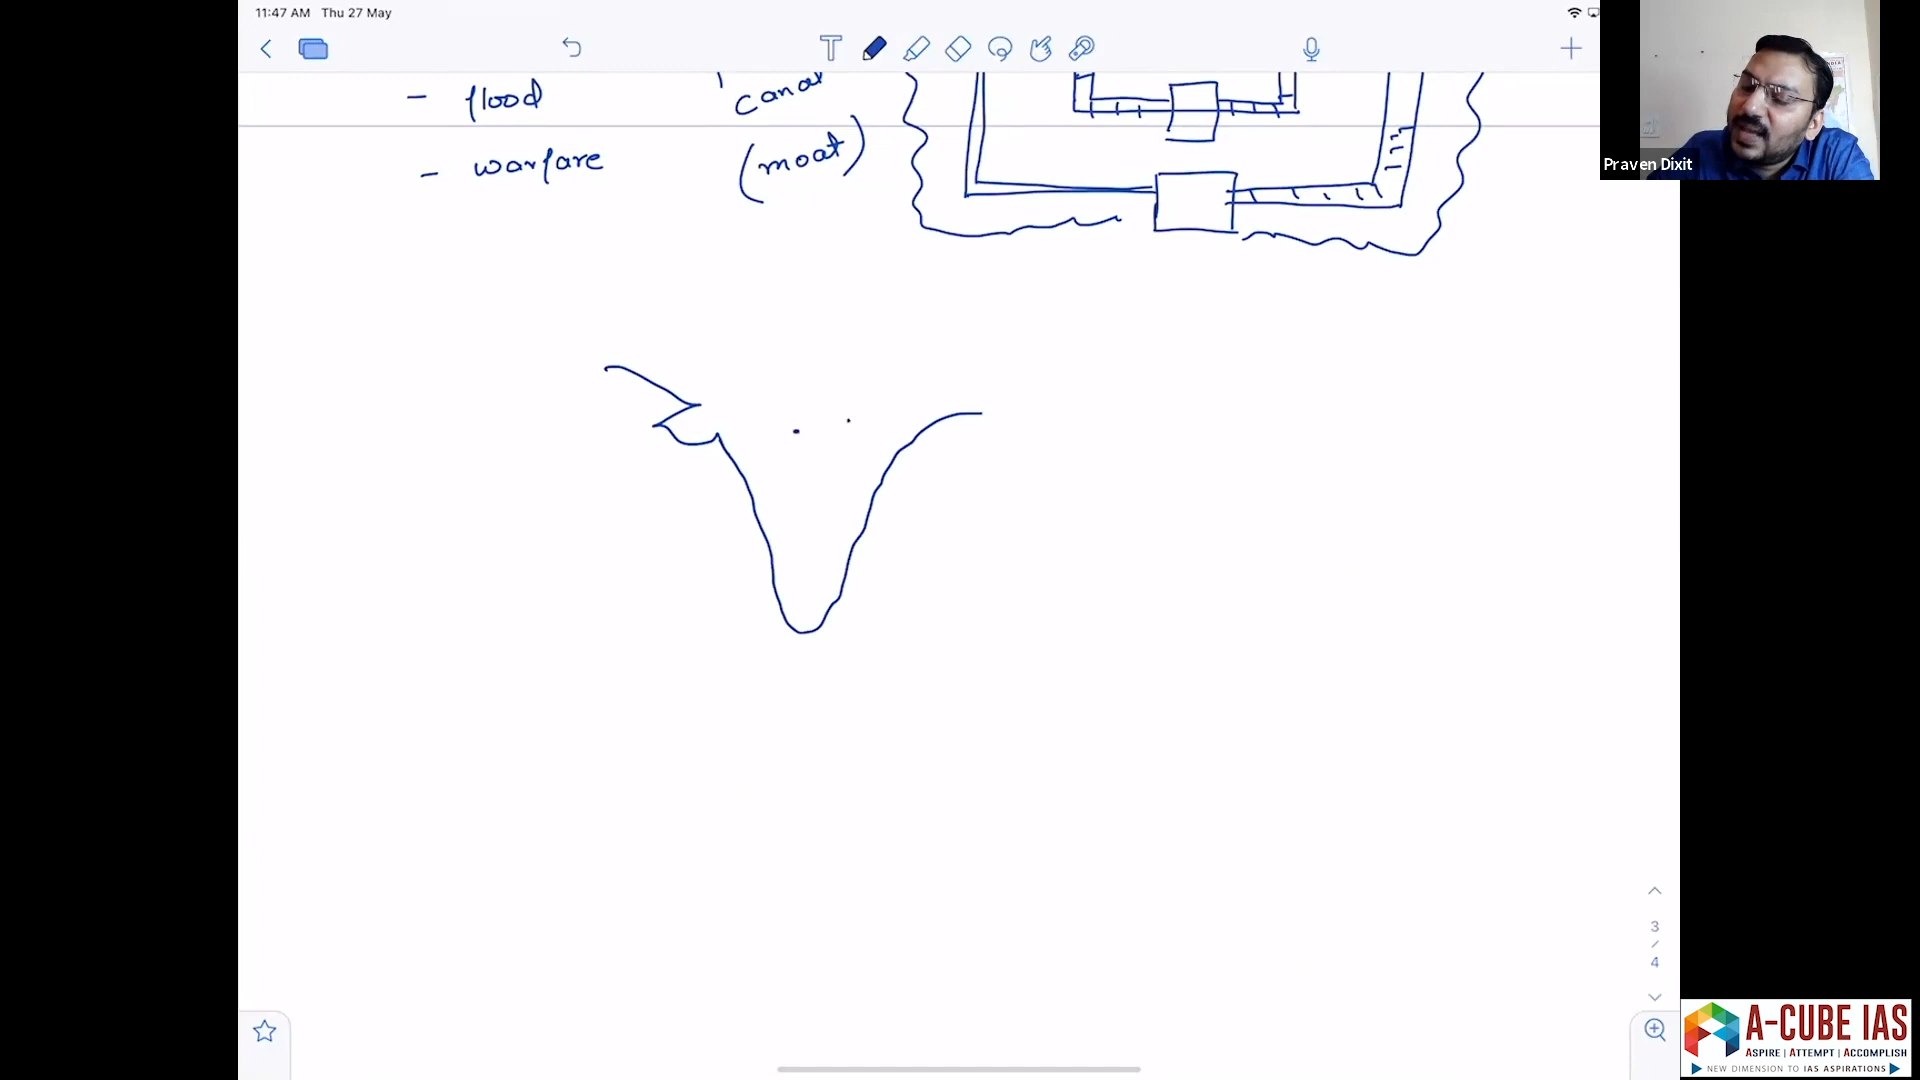 11:47 AM Thu 27 May
Praven Dixit
- flood
canal
- warfare
(moat)
3
/
4
A-CUBE IAS
ASPIRE | ATTEMPT | ACCOMPLISH
NEW DIMENSION TO IAS ASPIRATIONS